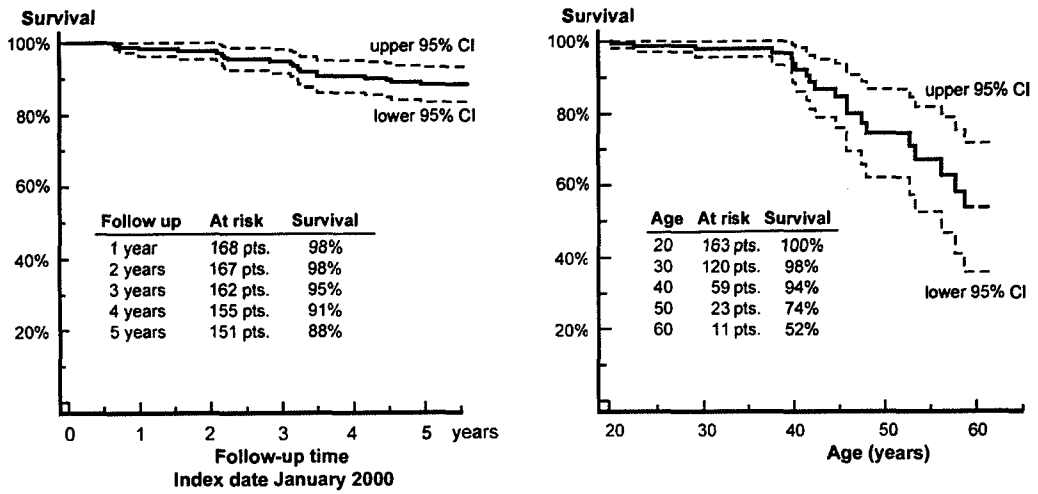 Survival
100%
80%
60%
40%
20%
upper 95% CI
lower 95% CI
Follow up At risk Survival
1 year 168 pts. 98%
2 years 167 pts. 98%
3 years 162 pts. 95%
4 years 155 pts. 91%
5 years 151 pts. 88%
0 1 2 3 4 5 years
Follow-up time
Index date January 2000
Survival
100%
80%
60%
40%
20%
upper 95% CI
lower 95% CI
Age At risk Survival
20 163 pts. 100%
30 120 pts. 98%
40 59 pts. 94%
50 23 pts. 74%
60 11 pts. 52%
20 30 40 50 60
Age (years)